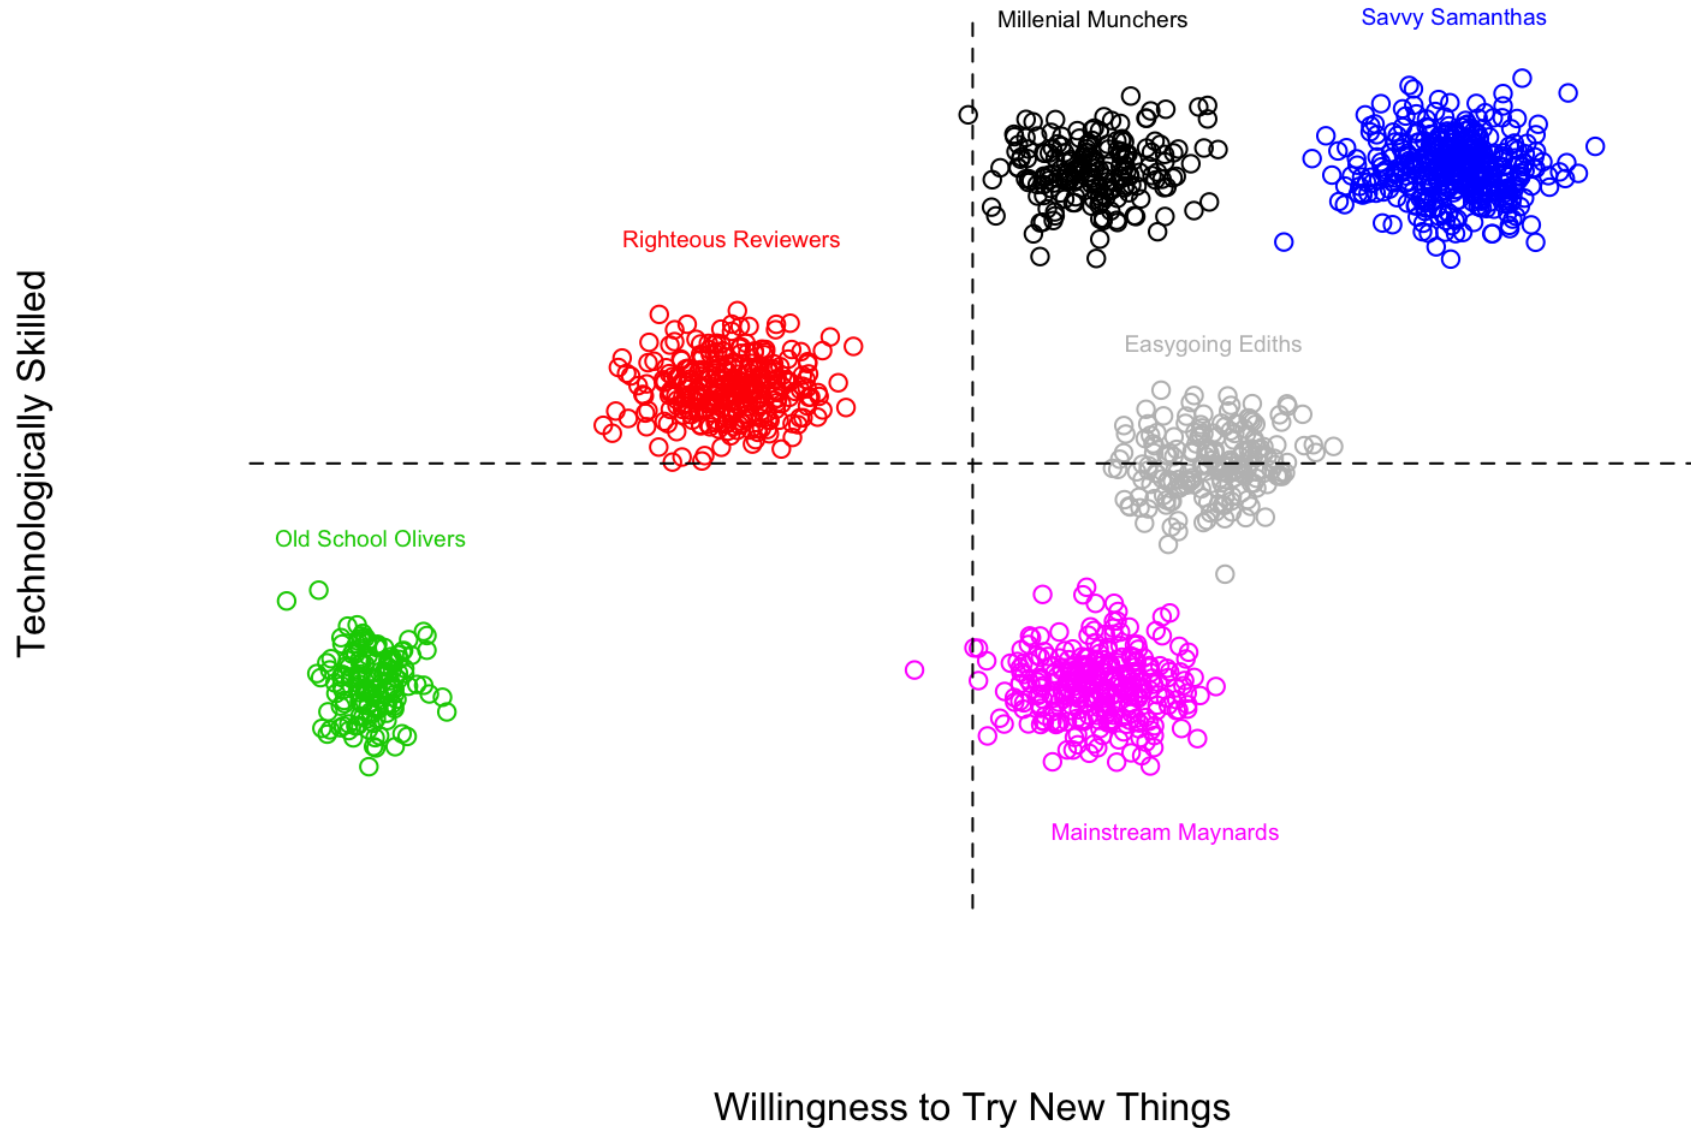 Millenial Munchers
Savvy Samanthas
Righteous Reviewers
Easygoing Ediths
Old School Olivers
Mainstream Maynards
Technologically Skilled
Willingness to Try New Things